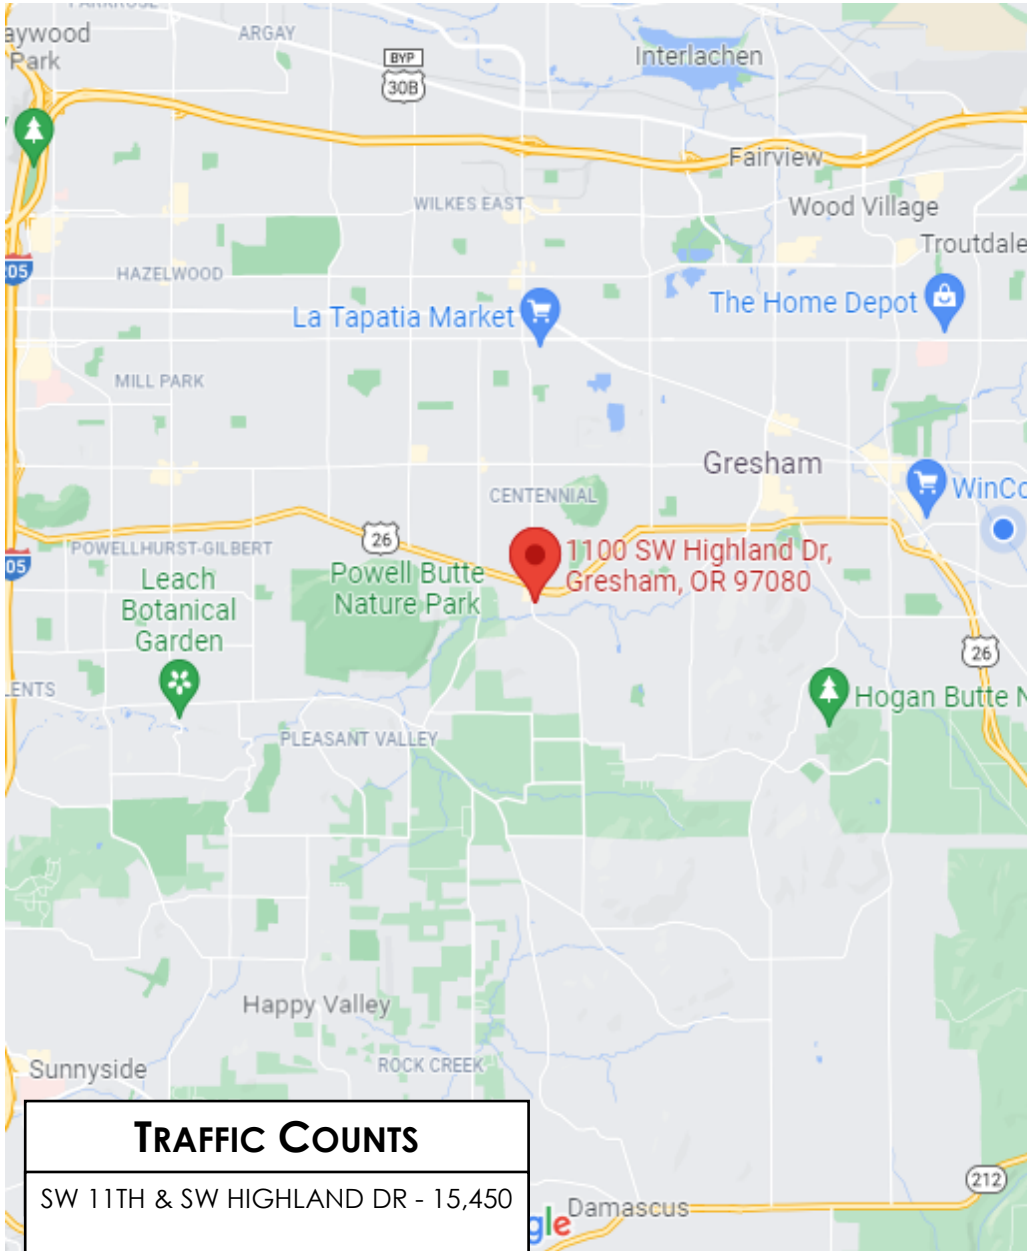 PARKROSE
aywood
Park
ARGAY
BYP
30B
Interlachen
Fairview
WILKES EAST
Wood Village
Troutdale
05
HAZELWOOD
La Tapatia Market
The Home Depot
MILL PARK
Gresham
CENTENNIAL
WinCo
26
POWELLHURST-GILBERT
05
1100 SW Highland Dr,
Gresham, OR 97080
Leach
Botanical
Garden
Powell Butte
Nature Park
26
LENTS
Hogan Butte N
PLEASANT VALLEY
Happy Valley
ROCK CREEK
Sunnyside
TRAFFIC COUNTS
SW 11TH & SW HIGHLAND DR - 15,450
212
Damascus
gle